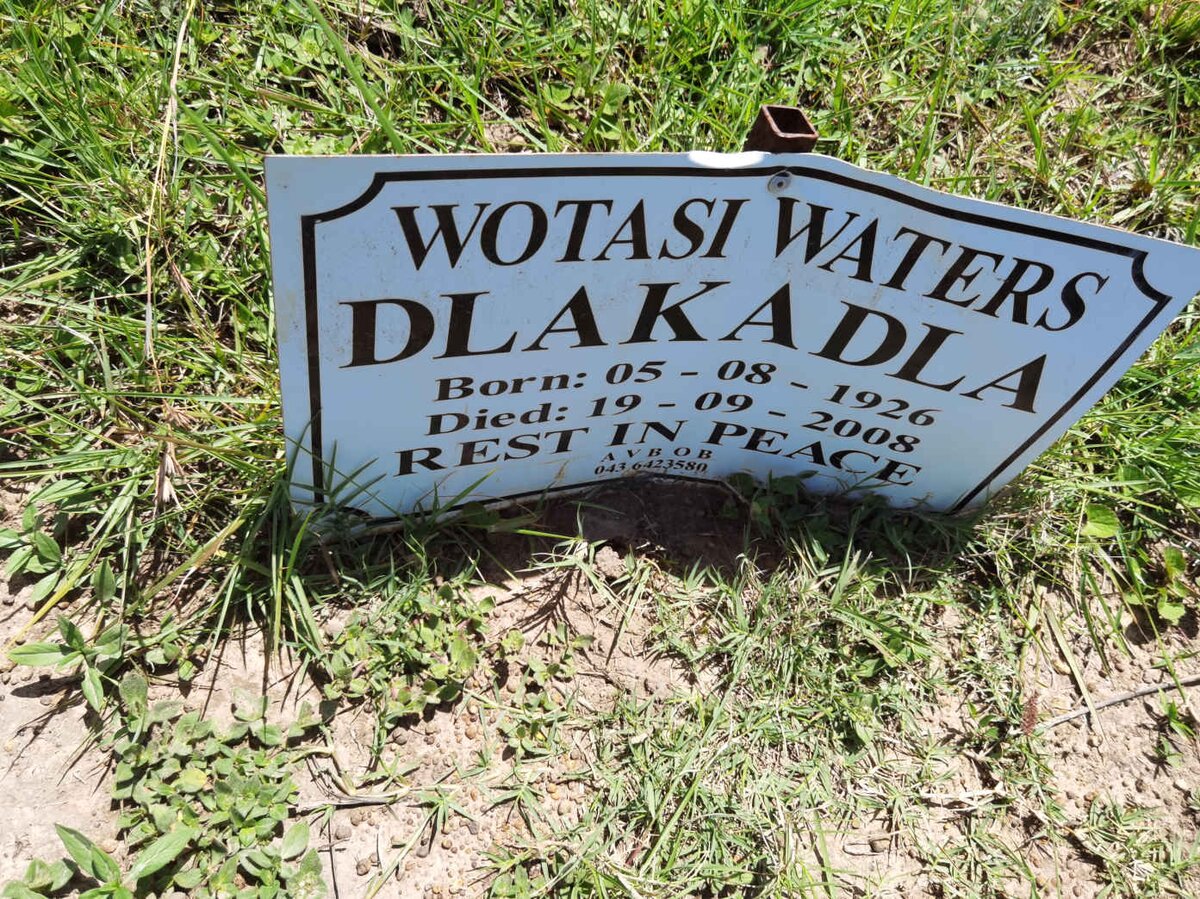 WOTASI WATERS
DLAKADLA
Born: 05 - 08 - 1926
Died: 19 - 09 - 2008
REST IN PEACE
AVBOB
043 6423580